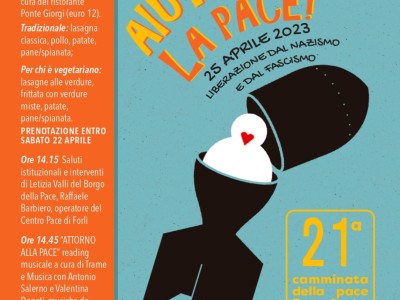 cura del ristorante
Ponte Giorgi (euro 12).
Tradizionale: lasagna
classica, pollo, patate,
pane/spianata;
Per chi è vegetariano:
lasagne alle verdure,
frittata con verdure
miste, patate,
pane/spianata.
PRENOTAZIONE ENTRO
SABATO 22 APRILE
Ore 14.15 Saluti
istituzionali e interventi
di Letizia Valli del Borgo
della Pace, Raffaele
Barbiero, operatore del
Centro Pace di Forlì
Ore 14.45 "ATTORNO
ALLA PACE" reading
musicale a cura di Trame
e Musica con Antonio
Salerno e Valentina
LA PACE!
25 APRILE 2023
LIBERAZIONE DAL NAZISMO
E DAL FASCISMO
21ª
camminata
della pace